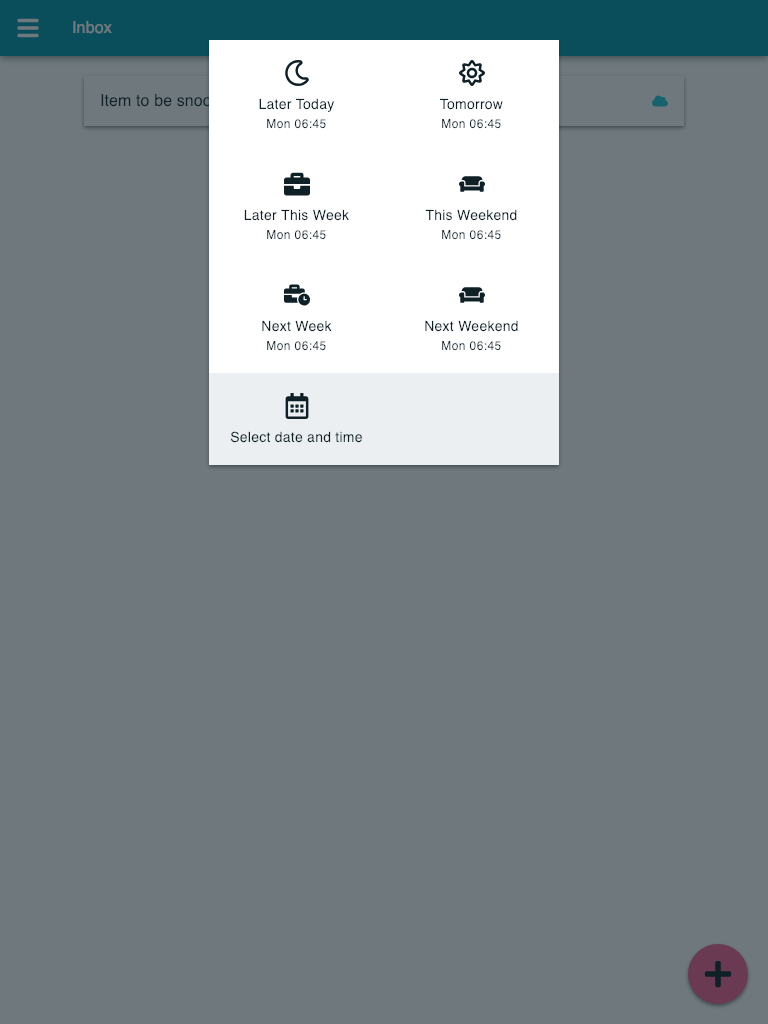 Inbox
Item to be snoo
Later Today
Mon 06:45
Tomorrow
Mon 06:45
Later This Week
Mon 06:45
This Weekend
Mon 06:45
Next Week
Mon 06:45
Next Weekend
Mon 06:45
Select date and time